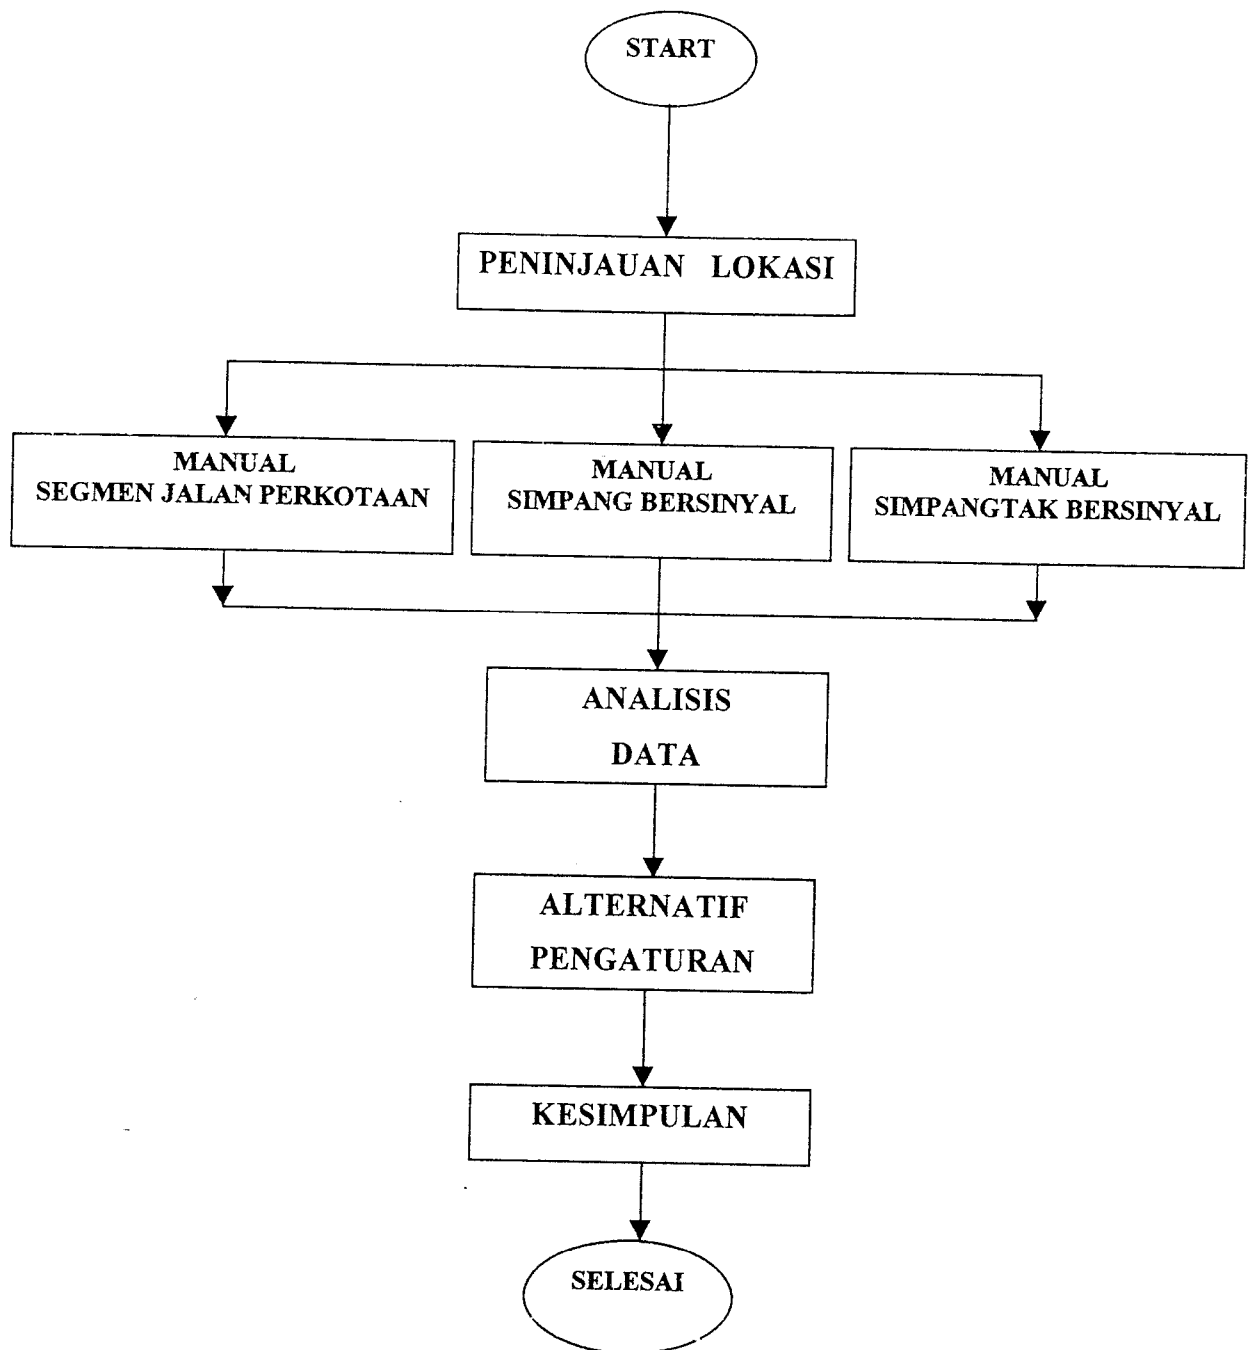 START
PENINJAUAN LOKASI
MANUAL
SEGMEN JALAN PERKOTAAN
MANUAL
SIMPANG BERSINYAL
MANUAL
SIMPANGTAK BERSINYAL
ANALISIS
DATA
ALTERNATIF
PENGATURAN
KESIMPULAN
SELESAI